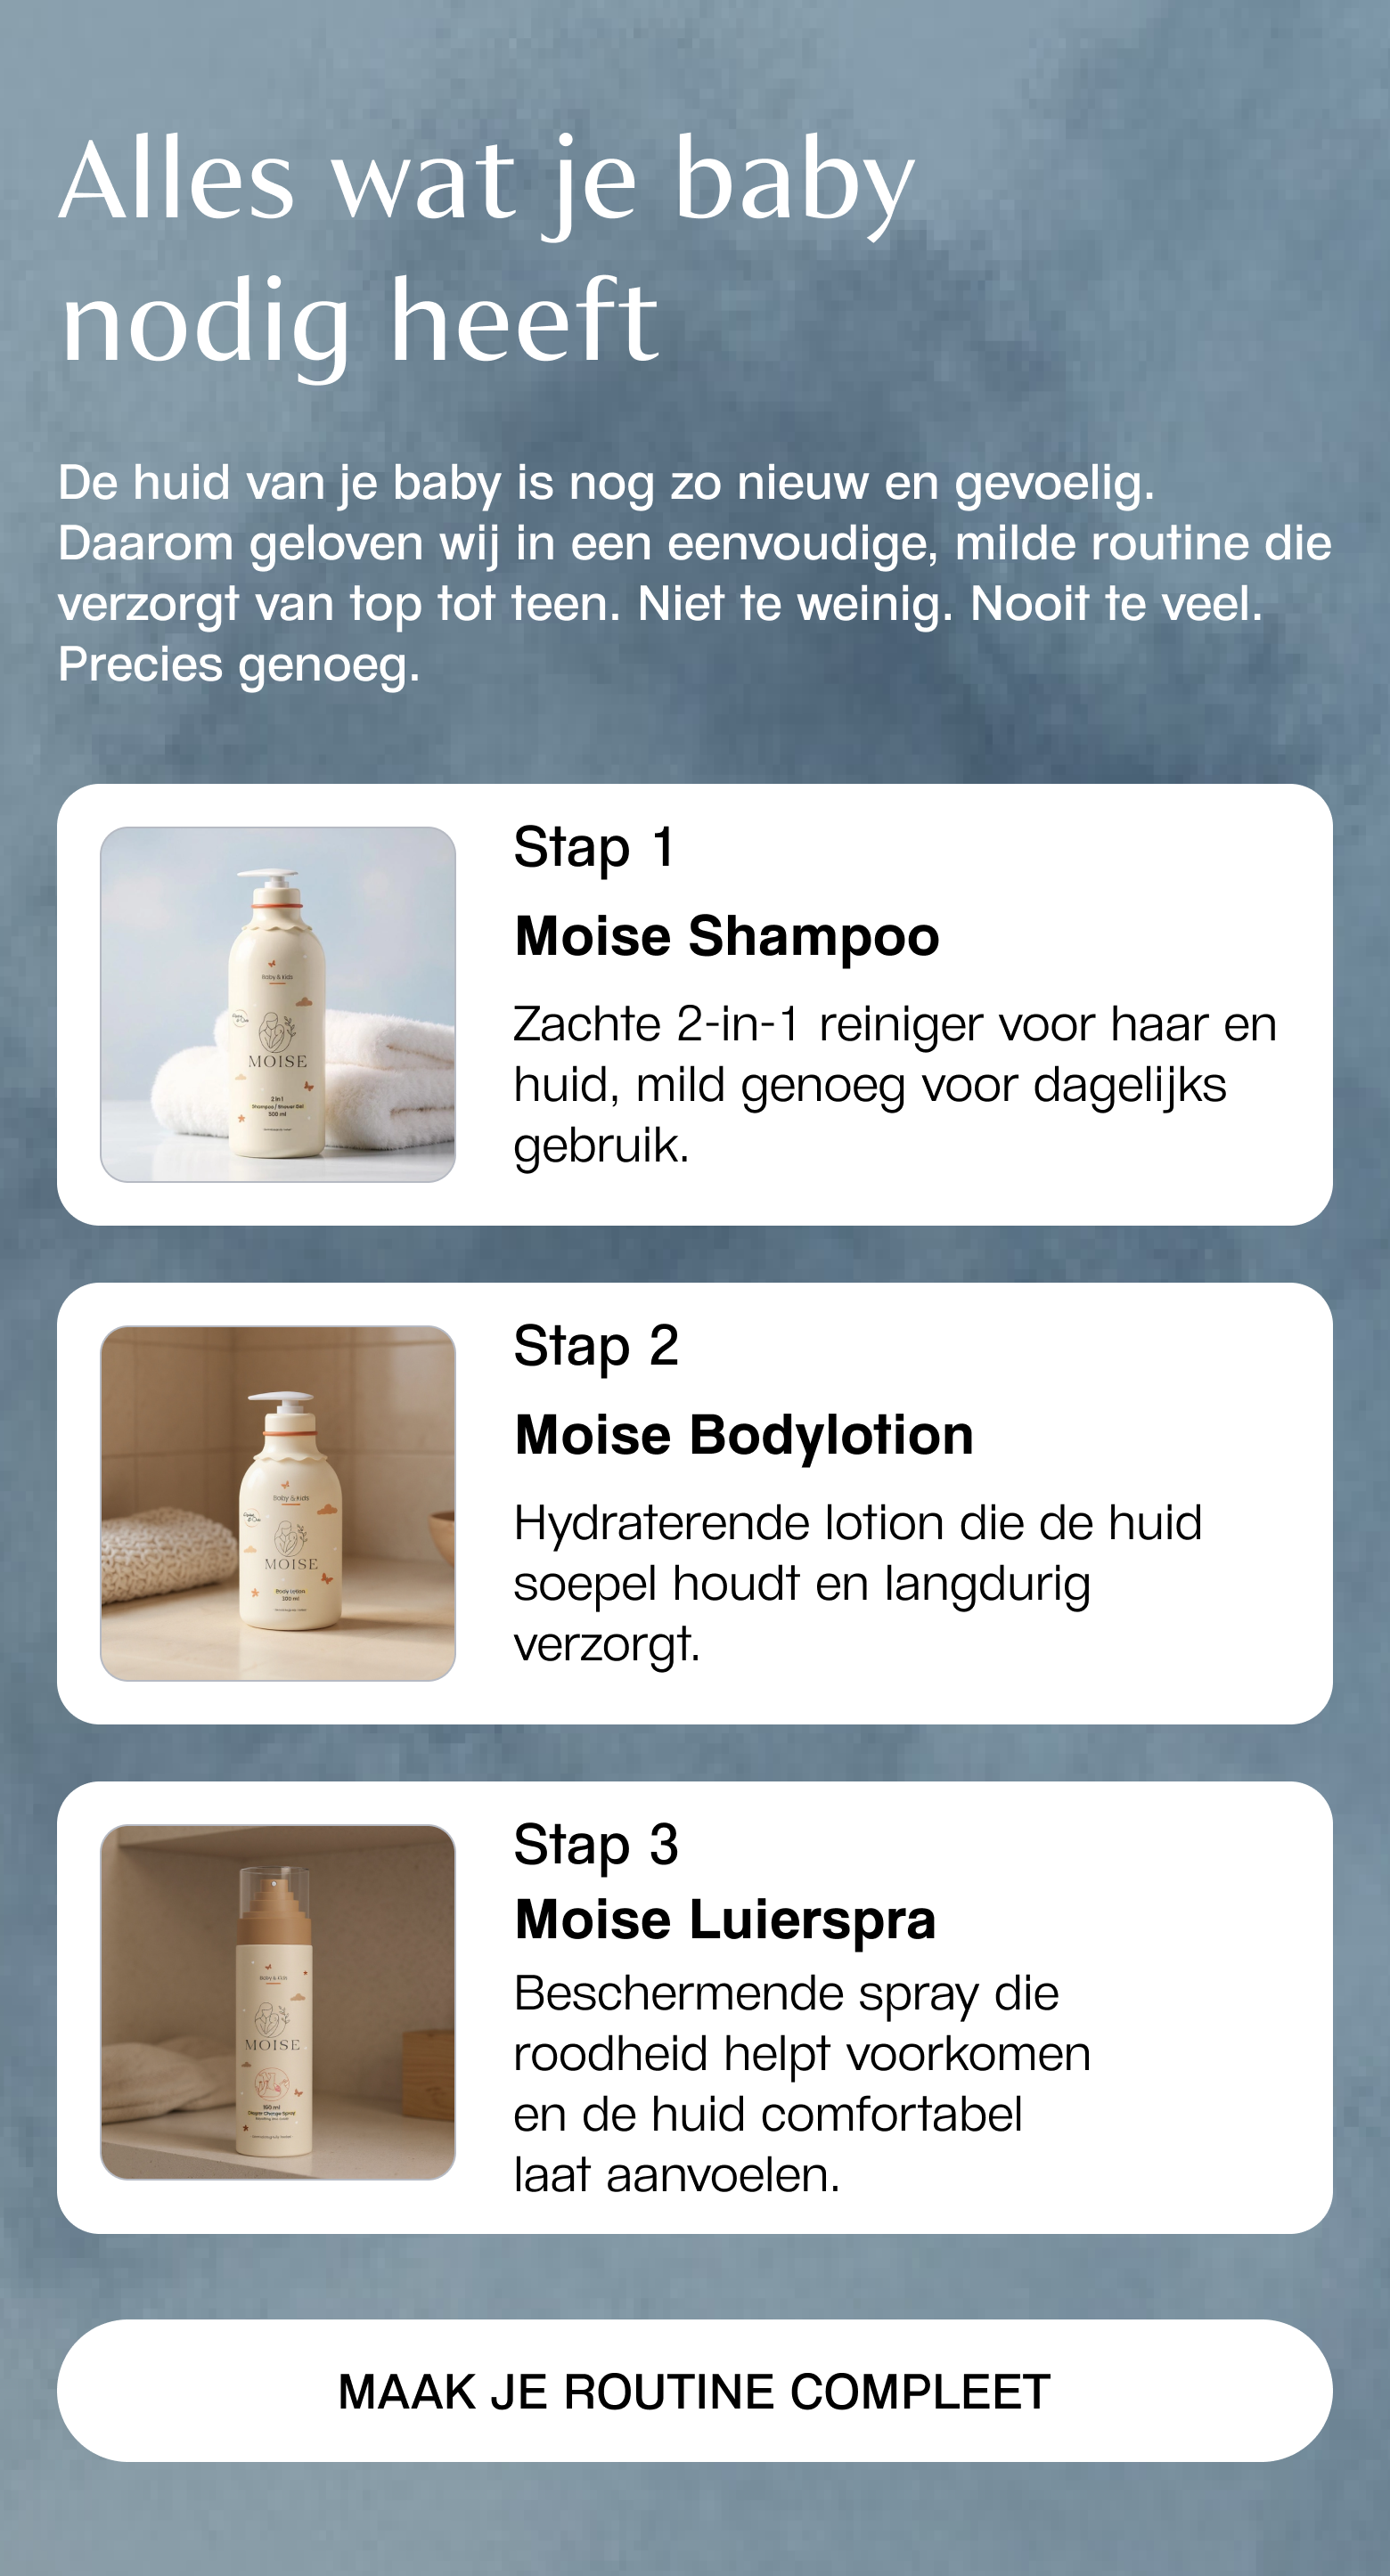 Alles wat je baby
nodig heeft
De huid van je baby is nog zo nieuw en gevoelig.
Daarom geloven wij in een eenvoudige, milde routine die
verzorgt van top tot teen. Niet te weinig. Nooit te veel.
Precies genoeg.
Stap 1
Moise Shampoo
Zachte 2-in-1 reiniger voor haar en
huid, mild genoeg voor dagelijks
gebruik.
Baby & Kids
MOISE
2 in 1
Shampoo / Shower Gel
500 ml
Stap 2
Moise Bodylotion
Hydraterende lotion die de huid
soepel houdt en langdurig
verzorgt.
Baby & Kids
MOISE
Body Lotion
Stap 3
Moise Luierspra
Beschermende spray die
roodheid helpt voorkomen
en de huid comfortabel
laat aanvoelen.
Baby & Kids
MOISE
Diaper Change Spray
MAAK JE ROUTINE COMPLEET